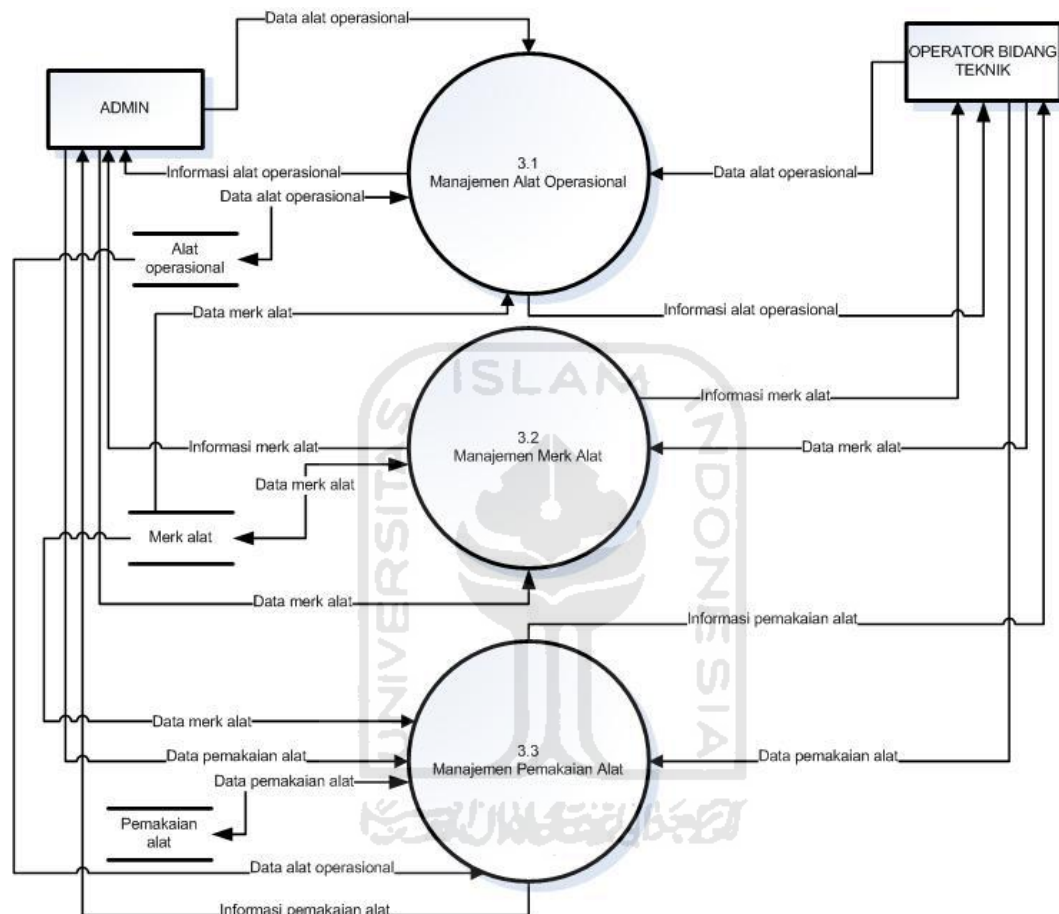 Data alat operasional
OPERATOR BIDANG
TEKNIK
ADMIN
3.1
Manajemen Alat Operasional
Informasi alat operasional
Data alat operasional
Data alat operasional
Alat
operasional
Data merk alat
Informasi alat operasional
ISLAM
UNIVERSITAS
INDONESIA
Informasi merk alat
3.2
Manajemen Merk Alat
Informasi merk alat
Data merk alat
Data merk alat
Merk alat
Data merk alat
Informasi pemakaian alat
Data merk alat
3.3
Manajemen Pemakaian Alat
Data pemakaian alat
Data pemakaian alat
Data pemakaian alat
Pemakaian
alat
Data alat operasional
Informasi pemakaian alat